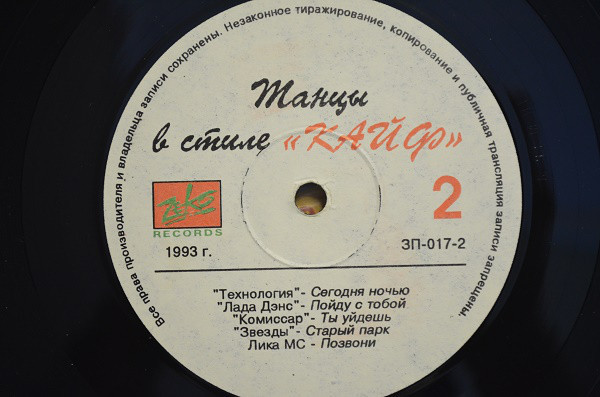 Все права производителя и владельца записи сохранены. Незаконное тиражирование, копирование и публичная трансляция записи запрещены.
Танцы
в стиле «КАЙФ»
Zeko
RECORDS
2
1993 г.
ЗП-017-2
"Технология"- Сегодня ночью
"Лада Дэнс"- Пойду с тобой
"Комиссар"- Ты уйдешь
"Звезды"- Старый парк
Лика МС - Позвони